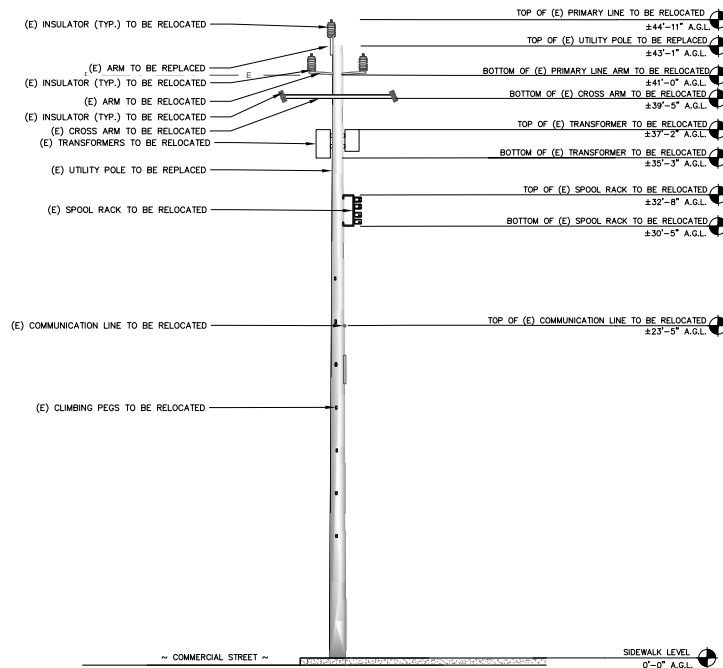 (E) INSULATOR (TYP.) TO BE RELOCATED
(E) ARM TO BE REPLACED
E
(E) INSULATOR (TYP.) TO BE RELOCATED
(E) ARM TO BE RELOCATED
(E) INSULATOR (TYP.) TO BE RELOCATED
(E) CROSS ARM TO BE RELOCATED
(E) TRANSFORMERS TO BE RELOCATED
(E) UTILITY POLE TO BE REPLACED
(E) SPOOL RACK TO BE RELOCATED
(E) COMMUNICATION LINE TO BE RELOCATED
(E) CLIMBING PEGS TO BE RELOCATED
~ COMMERCIAL STREET ~
TOP OF (E) PRIMARY LINE TO BE RELOCATED
±44'-11" A.G.L.
TOP OF (E) UTILITY POLE TO BE REPLACED
±43'-1" A.G.L.
BOTTOM OF (E) PRIMARY LINE ARM TO BE RELOCATED
±41'-0" A.G.L.
BOTTOM OF (E) CROSS ARM TO BE RELOCATED
±39'-5" A.G.L.
TOP OF (E) TRANSFORMER TO BE RELOCATED
±37'-2" A.G.L.
BOTTOM OF (E) TRANSFORMER TO BE RELOCATED
±35'-3" A.G.L.
TOP OF (E) SPOOL RACK TO BE RELOCATED
±32'-8" A.G.L.
BOTTOM OF (E) SPOOL RACK TO BE RELOCATED
±30'-5" A.G.L.
TOP OF (E) COMMUNICATION LINE TO BE RELOCATED
±23'-5" A.G.L.
SIDEWALK LEVEL
0'-0" A.G.L.